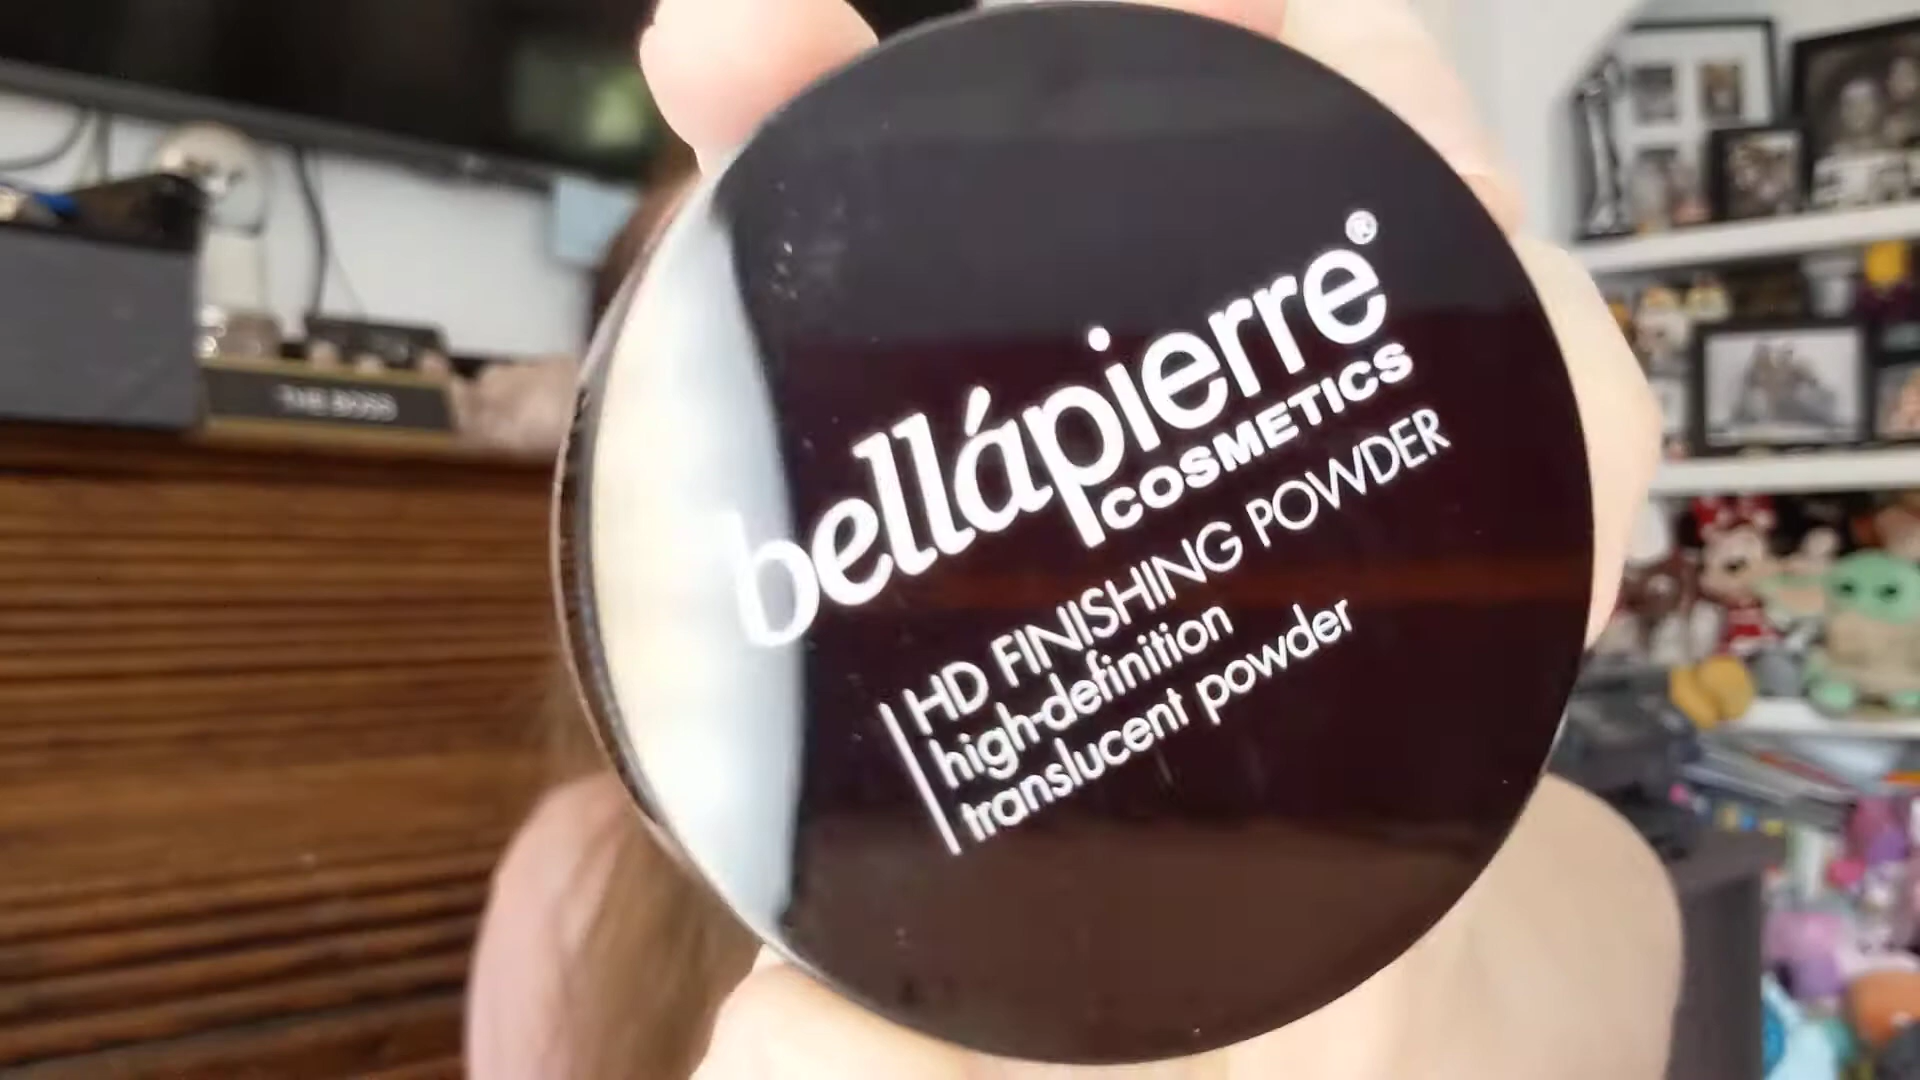 THE BOSS
bellápierre®
COSMETICS
HD FINISHING POWDER
high-definition
translucent powder